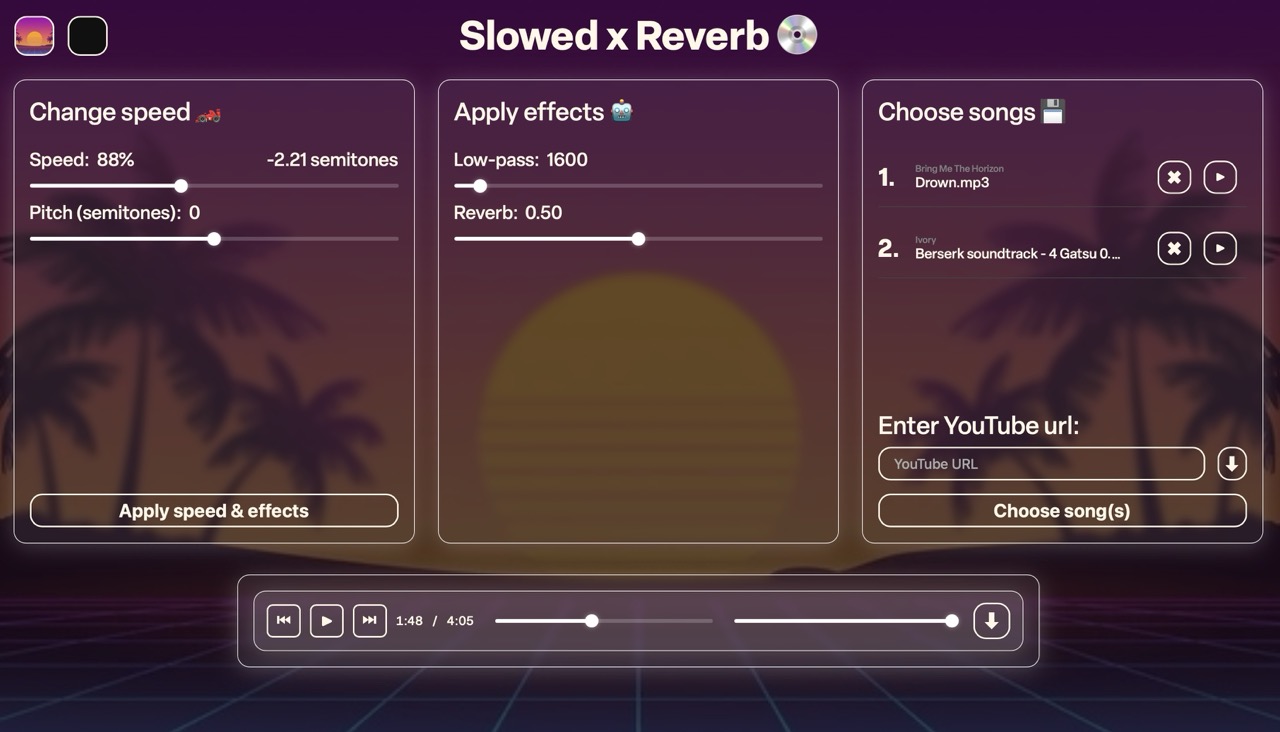 Slowed x Reverb
Change speed
Speed: 88%
-2.21 semitones
Pitch (semitones): 0
Apply speed & effects
Apply effects
Low-pass: 1600
Reverb: 0.50
Choose songs
1.
Bring Me The Horizon
Drown.mp3
2.
Ivory
Berserk soundtrack - 4 Gatsu 0....
Enter YouTube url:
YouTube URL
Choose song(s)
1:48 / 4:05